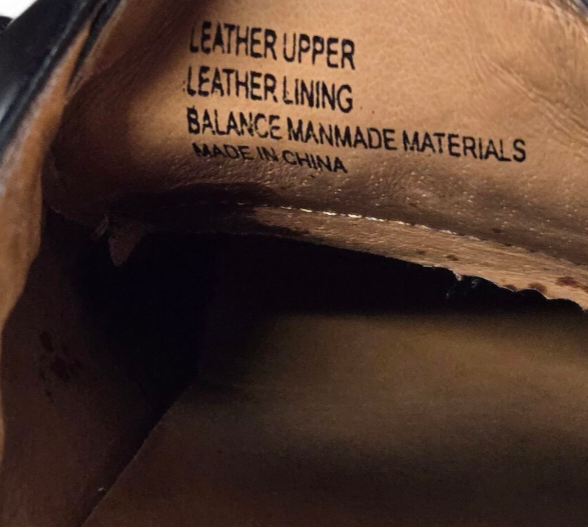 LEATHER UPPER
LEATHER LINING
BALANCE MANMADE MATERIALS
MADE IN CHINA